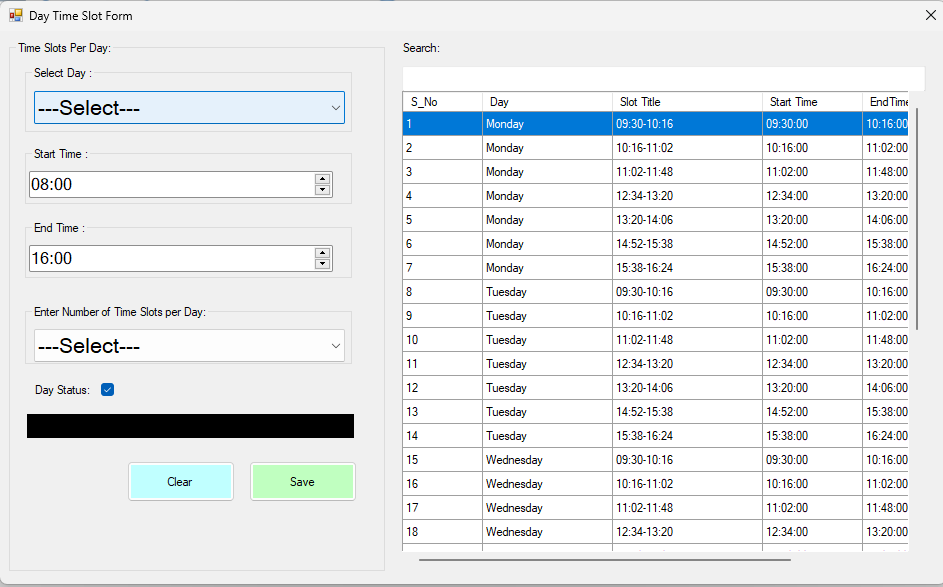 Day Time Slot Form
Time Slots Per Day:
Select Day :
---Select---
Start Time :
08:00
End Time :
16:00
Enter Number of Time Slots per Day:
---Select---
Day Status:
Clear Save
Search:
S_No Day Slot Title Start Time EndTime
1 Monday 09:30-10:16 09:30:00 10:16:00
2 Monday 10:16-11:02 10:16:00 11:02:00
3 Monday 11:02-11:48 11:02:00 11:48:00
4 Monday 12:34-13:20 12:34:00 13:20:00
5 Monday 13:20-14:06 13:20:00 14:06:00
6 Monday 14:52-15:38 14:52:00 15:38:00
7 Monday 15:38-16:24 15:38:00 16:24:00
8 Tuesday 09:30-10:16 09:30:00 10:16:00
9 Tuesday 10:16-11:02 10:16:00 11:02:00
10 Tuesday 11:02-11:48 11:02:00 11:48:00
11 Tuesday 12:34-13:20 12:34:00 13:20:00
12 Tuesday 13:20-14:06 13:20:00 14:06:00
13 Tuesday 14:52-15:38 14:52:00 15:38:00
14 Tuesday 15:38-16:24 15:38:00 16:24:00
15 Wednesday 09:30-10:16 09:30:00 10:16:00
16 Wednesday 10:16-11:02 10:16:00 11:02:00
17 Wednesday 11:02-11:48 11:02:00 11:48:00
18 Wednesday 12:34-13:20 12:34:00 13:20:00